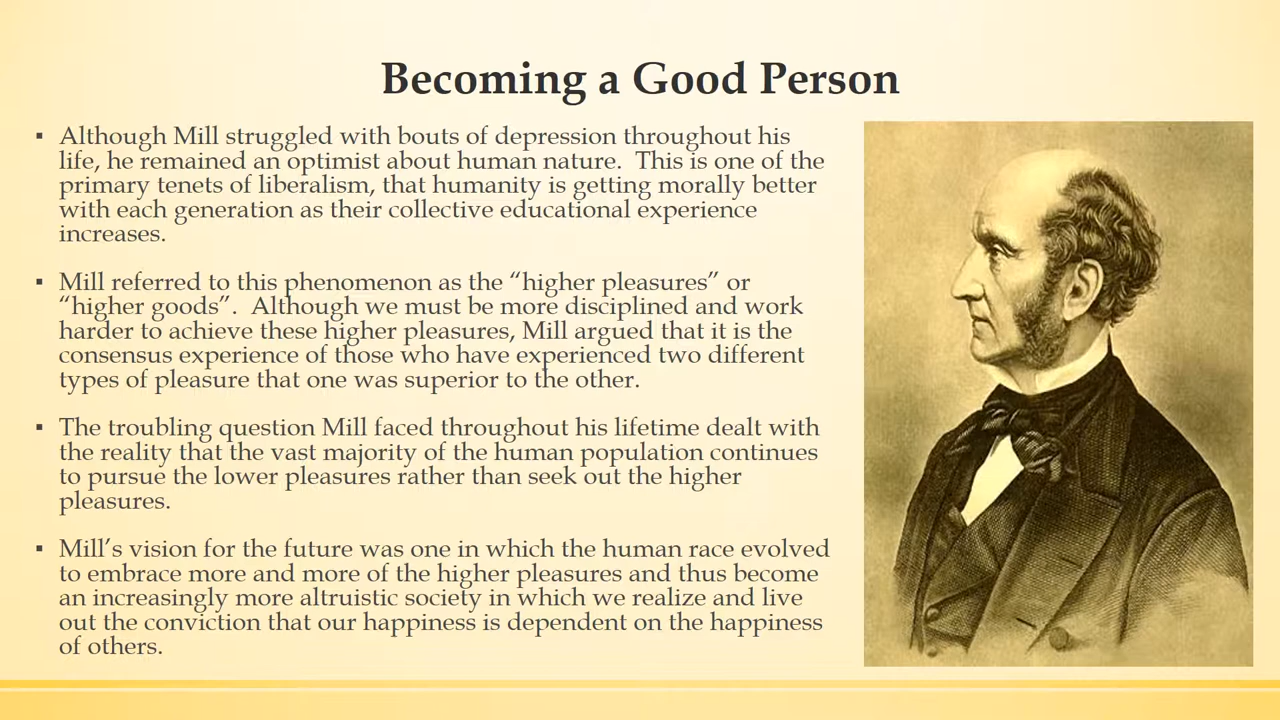 Becoming a Good Person
▪ Although Mill struggled with bouts of depression throughout his
life, he remained an optimist about human nature.  This is one of the
primary tenets of liberalism, that humanity is getting morally better
with each generation as their collective educational experience
increases.
▪ Mill referred to this phenomenon as the “higher pleasures” or
“higher goods”.  Although we must be more disciplined and work
harder to achieve these higher pleasures, Mill argued that it is the
consensus experience of those who have experienced two different
types of pleasure that one was superior to the other.
▪ The troubling question Mill faced throughout his lifetime dealt with
the reality that the vast majority of the human population continues
to pursue the lower pleasures rather than seek out the higher
pleasures.
▪ Mill’s vision for the future was one in which the human race evolved
to embrace more and more of the higher pleasures and thus become
an increasingly more altruistic society in which we realize and live
out the conviction that our happiness is dependent on the happiness
of others.